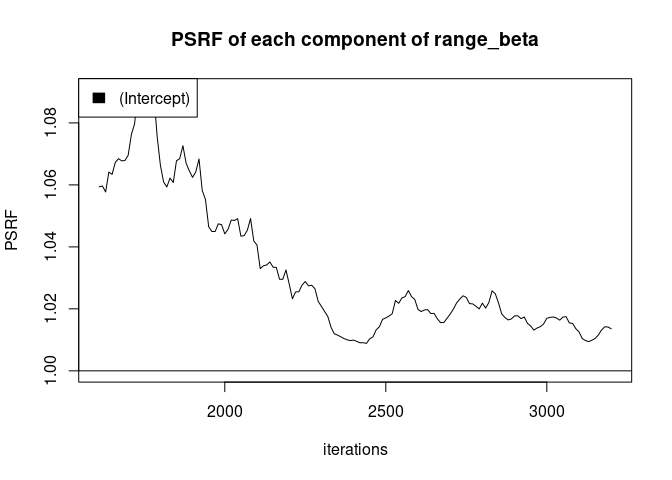 PSRF of each component of range_beta
(Intercept)
PSRF
1.08
1.06
1.04
1.02
1.00
2000 2500 3000
iterations